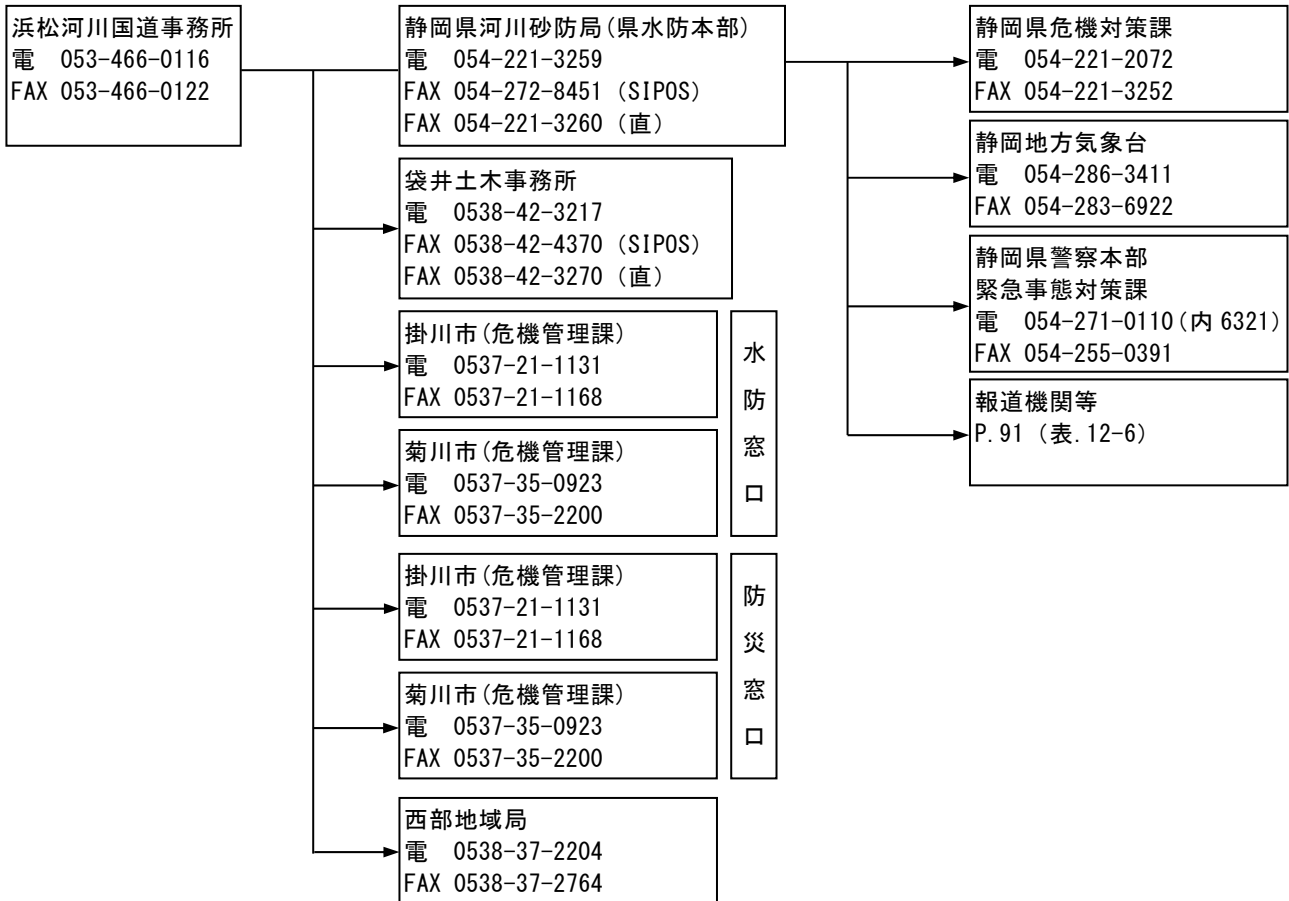 浜松河川国道事務所
電 053-466-0116
FAX 053-466-0122
静岡県河川砂防局(県水防本部)
電 054-221-3259
FAX 054-272-8451 (SIPOS)
FAX 054-221-3260 (直)
袋井土木事務所
電 0538-42-3217
FAX 0538-42-4370 (SIPOS)
FAX 0538-42-3270 (直)
掛川市(危機管理課)
電 0537-21-1131
FAX 0537-21-1168
菊川市(危機管理課)
電 0537-35-0923
FAX 0537-35-2200
水防窓口
掛川市(危機管理課)
電 0537-21-1131
FAX 0537-21-1168
菊川市(危機管理課)
電 0537-35-0923
FAX 0537-35-2200
防災窓口
西部地域局
電 0538-37-2204
FAX 0538-37-2764
静岡県危機対策課
電 054-221-2072
FAX 054-221-3252
静岡地方気象台
電 054-286-3411
FAX 054-283-6922
静岡県警察本部
緊急事態対策課
電 054-271-0110(内 6321)
FAX 054-255-0391
報道機関等
P.91 (表.12-6)